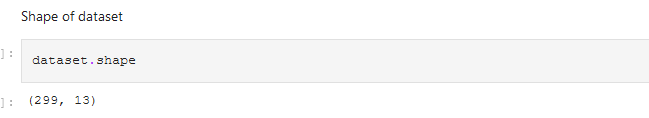 Shape of dataset
]:
dataset.shape
]:
(299, 13)